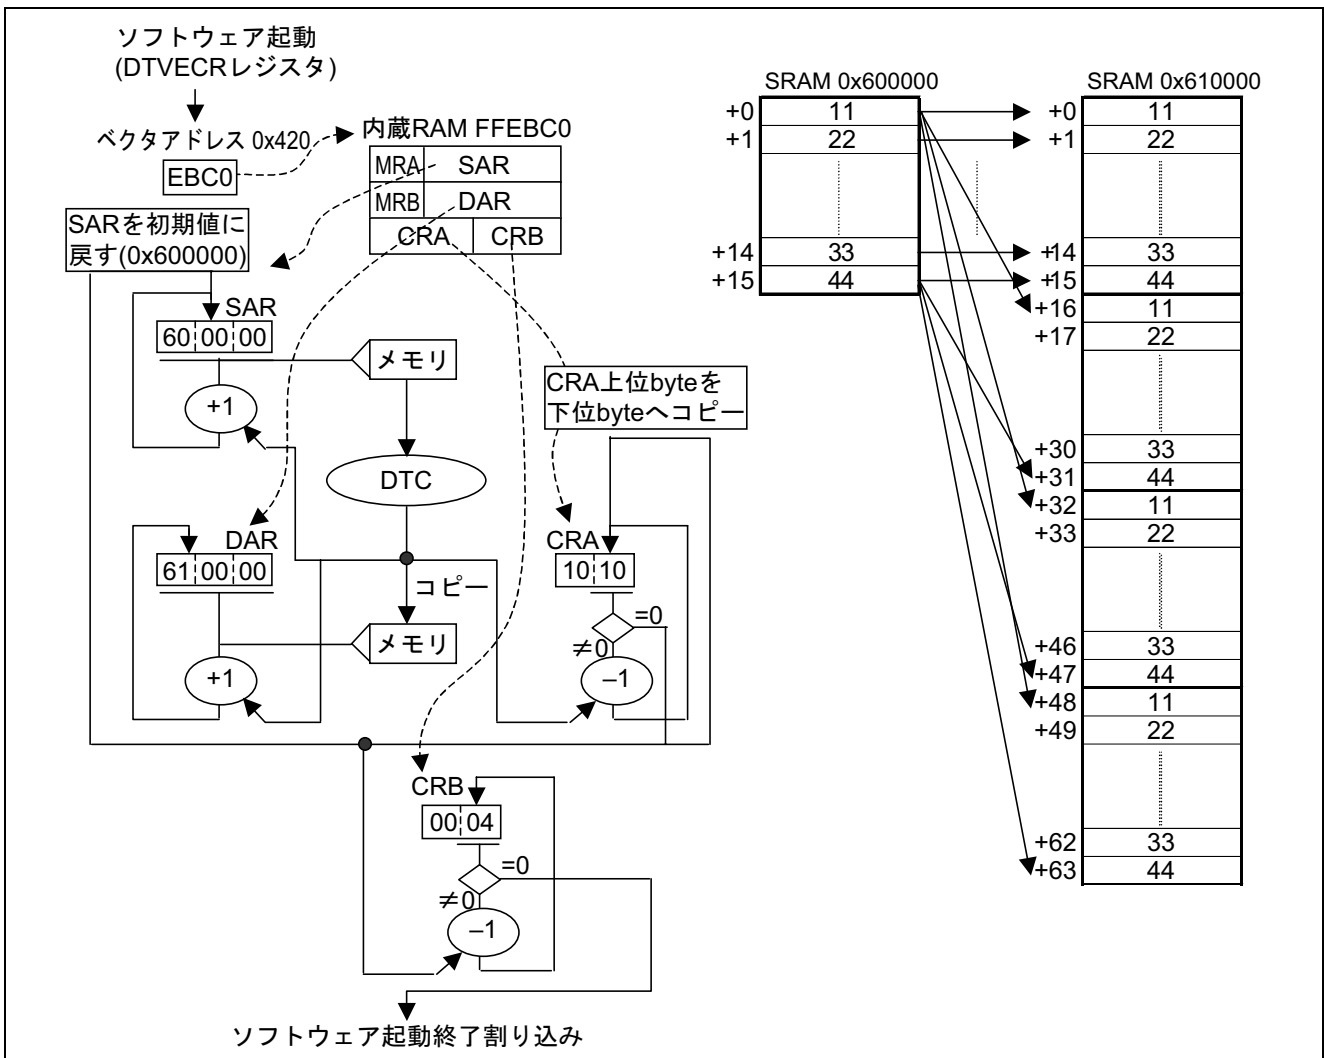 ソフトウェア起動
(DTVECRレジスタ)
ベクタアドレス 0x420
EBC0
内蔵RAM FFEBC0
MRA SAR
MRB DAR
CRA CRB
SARを初期値に
戻す(0x600000)
SAR
60 00 00
メモリ
+1
CRA上位byteを
下位byteへコピー
DTC
DAR
61 00 00
コピー
メモリ
+1
CRA
10 10
=0
≠0
–1
CRB
00 04
=0
≠0
–1
ソフトウェア起動終了割り込み
SRAM 0x600000
+0 11
+1 22
+14 33
+15 44
SRAM 0x610000
+0 11
+1 22
+14 33
+15 44
+16 11
+17 22
+30 33
+31 44
+32 11
+33 22
+46 33
+47 44
+48 11
+49 22
+62 33
+63 44